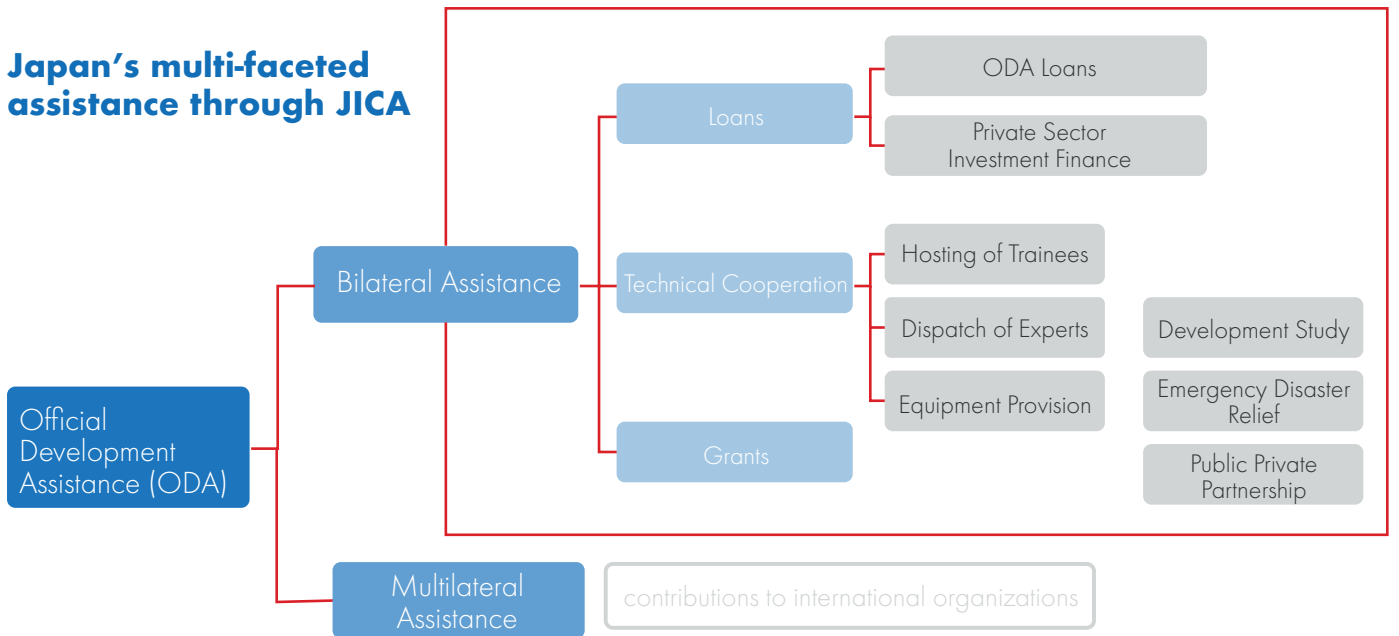 Japan's multi-faceted
assistance through JICA
ODA Loans
Loans
Private Sector
Investment Finance
Hosting of Trainees
Bilateral Assistance
Technical Cooperation
Dispatch of Experts
Development Study
Equipment Provision
Emergency Disaster
Relief
Official
Development
Assistance (ODA)
Grants
Public Private
Partnership
Multilateral
Assistance
contributions to international organizations